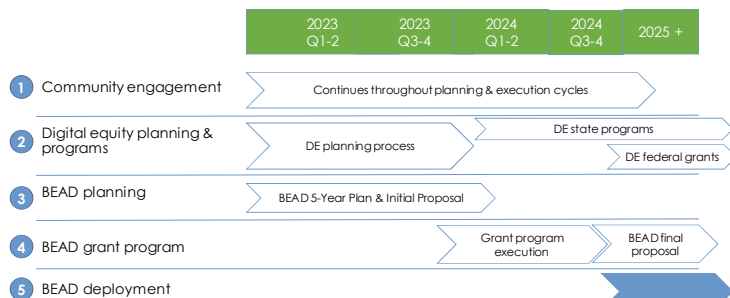 2023 Q1-2
2023 Q3-4
2024 Q1-2
2024 Q3-4
2025 +
1 Community engagement
Continues throughout planning & execution cycles
2 Digital equity planning &
programs
DE planning process
DE state programs
DE federal grants
3 BEAD planning
BEAD 5-Year Plan & Initial Proposal
4 BEAD grant program
Grant program
execution
BEAD final
proposal
5 BEAD deployment